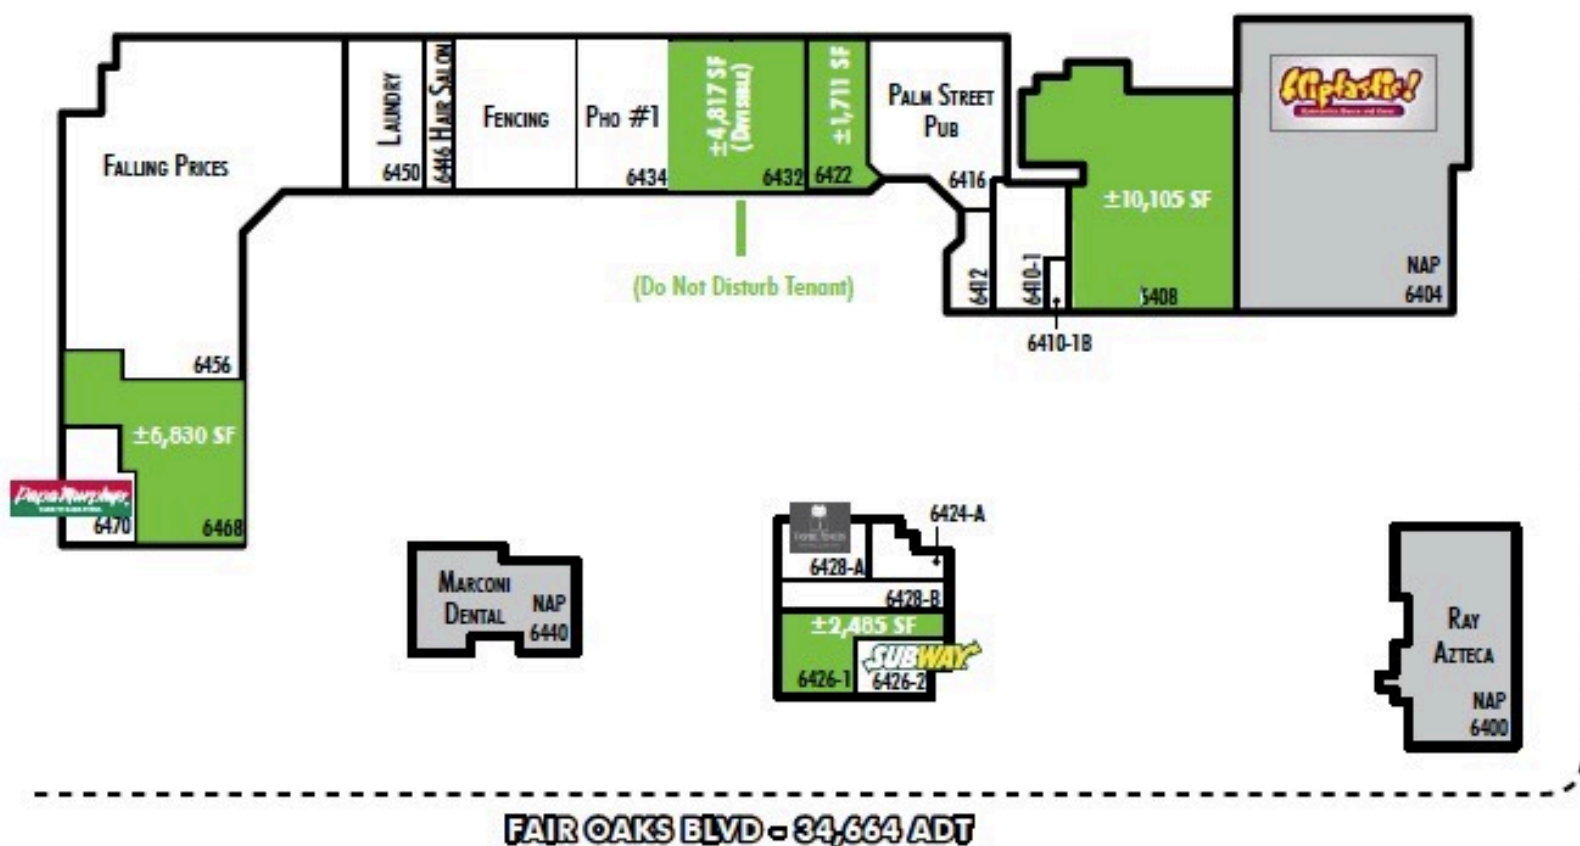 FALLING PRICES
6456
LAUNDRY
6450
6446 HAIR SALON
FENCING
PHO #1
6434
±4,817 SF
(DIVISIBLE)
6432
±1,711 SF
6422
PALM STREET
PUB
6416
6412
6410-1
6410-1B
±10,105 SF
6408
NAP
6404
(Do Not Disturb Tenant)
±6,830 SF
6468
Papa Murphy's
6470
MARCONI
DENTAL
NAP
6440
6424-A
6428-A
6428-B
±2,485 SF
6426-1
SUBWAY
6426-2
RAY
AZTECA
NAP
6400
FAIR OAKS BLVD - 34,664 ADT